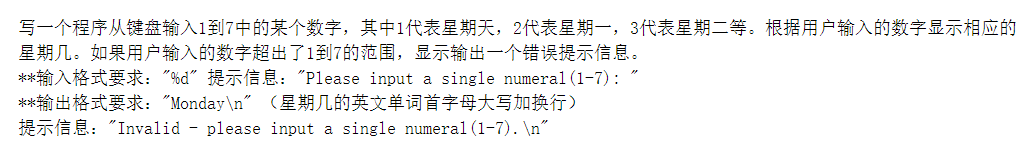 写一个程序从键盘输入1到7中的某个数字，其中1代表星期天，2代表星期一，3代表星期二等。根据用户输入的数字显示相应的
星期几。如果用户输入的数字超出了1到7的范围，显示输出一个错误提示信息。
**输入格式要求："%d" 提示信息："Please input a single numeral(1-7): "
**输出格式要求："Monday\n" （星期几的英文单词首字母大写加换行）
提示信息："Invalid - please input a single numeral(1-7).\n"